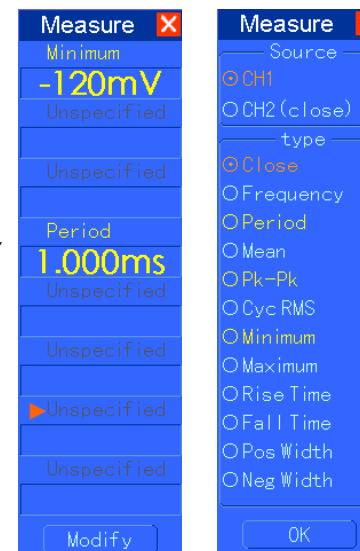 Measure
Minimum
-120mV
Unspecified
Unspecified
Period
1.000ms
Unspecified
Unspecified
Unspecified
Unspecified
Modify
Measure
Source
CH1
CH2(close)
type
Close
Frequency
Period
Mean
Pk-Pk
Cyc RMS
Minimum
Maximum
Rise Time
Fall Time
Pos Width
Neg Width
OK